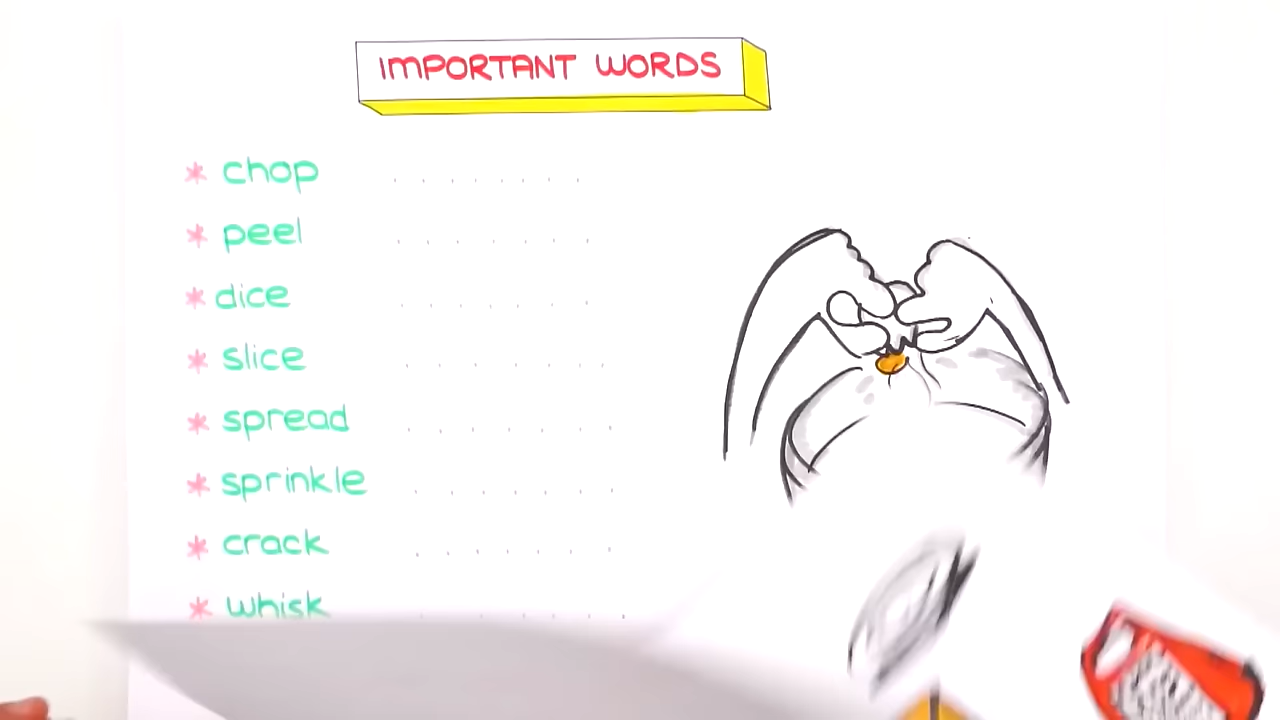 IMPORTANT WORDS
* chop ........
* peel .......
* dice .......
* slice .......
* spread ........
* sprinkle .......
* crack .......
* whisk .......